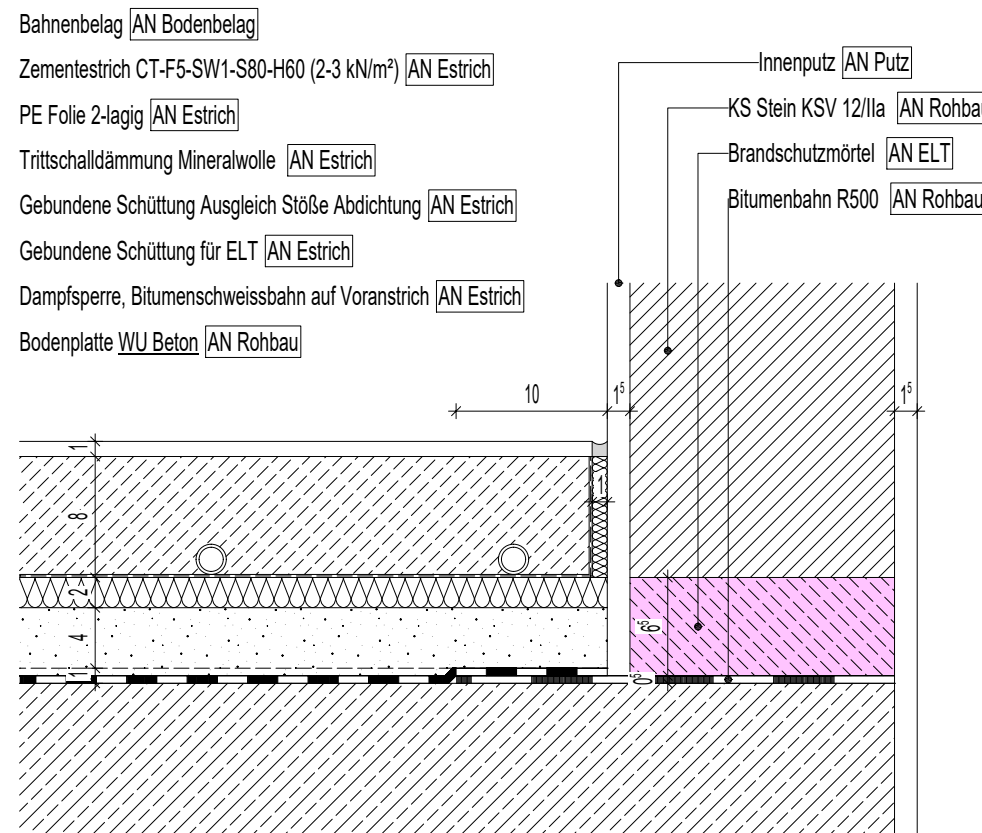 Bahnenbelag AN Bodenbelag
Zementestrich CT-F5-SW1-S80-H60 (2-3 kN/m²) AN Estrich
PE Folie 2-lagig AN Estrich
Trittschalldämmung Mineralwolle AN Estrich
Gebundene Schüttung Ausgleich Stöße Abdichtung AN Estrich
Gebundene Schüttung für ELT AN Estrich
Dampfsperre, Bitumenschweissbahn auf Voranstrich AN Estrich
Bodenplatte WU Beton AN Rohbau
Innenputz AN Putz
KS Stein KSV 12/IIa AN Rohbau
Brandschutzmörtel AN ELT
Bitumenbahn R500 AN Rohbau
10
1⁵
1⁵
1
8
1
2
4
6⁵
1
0⁵